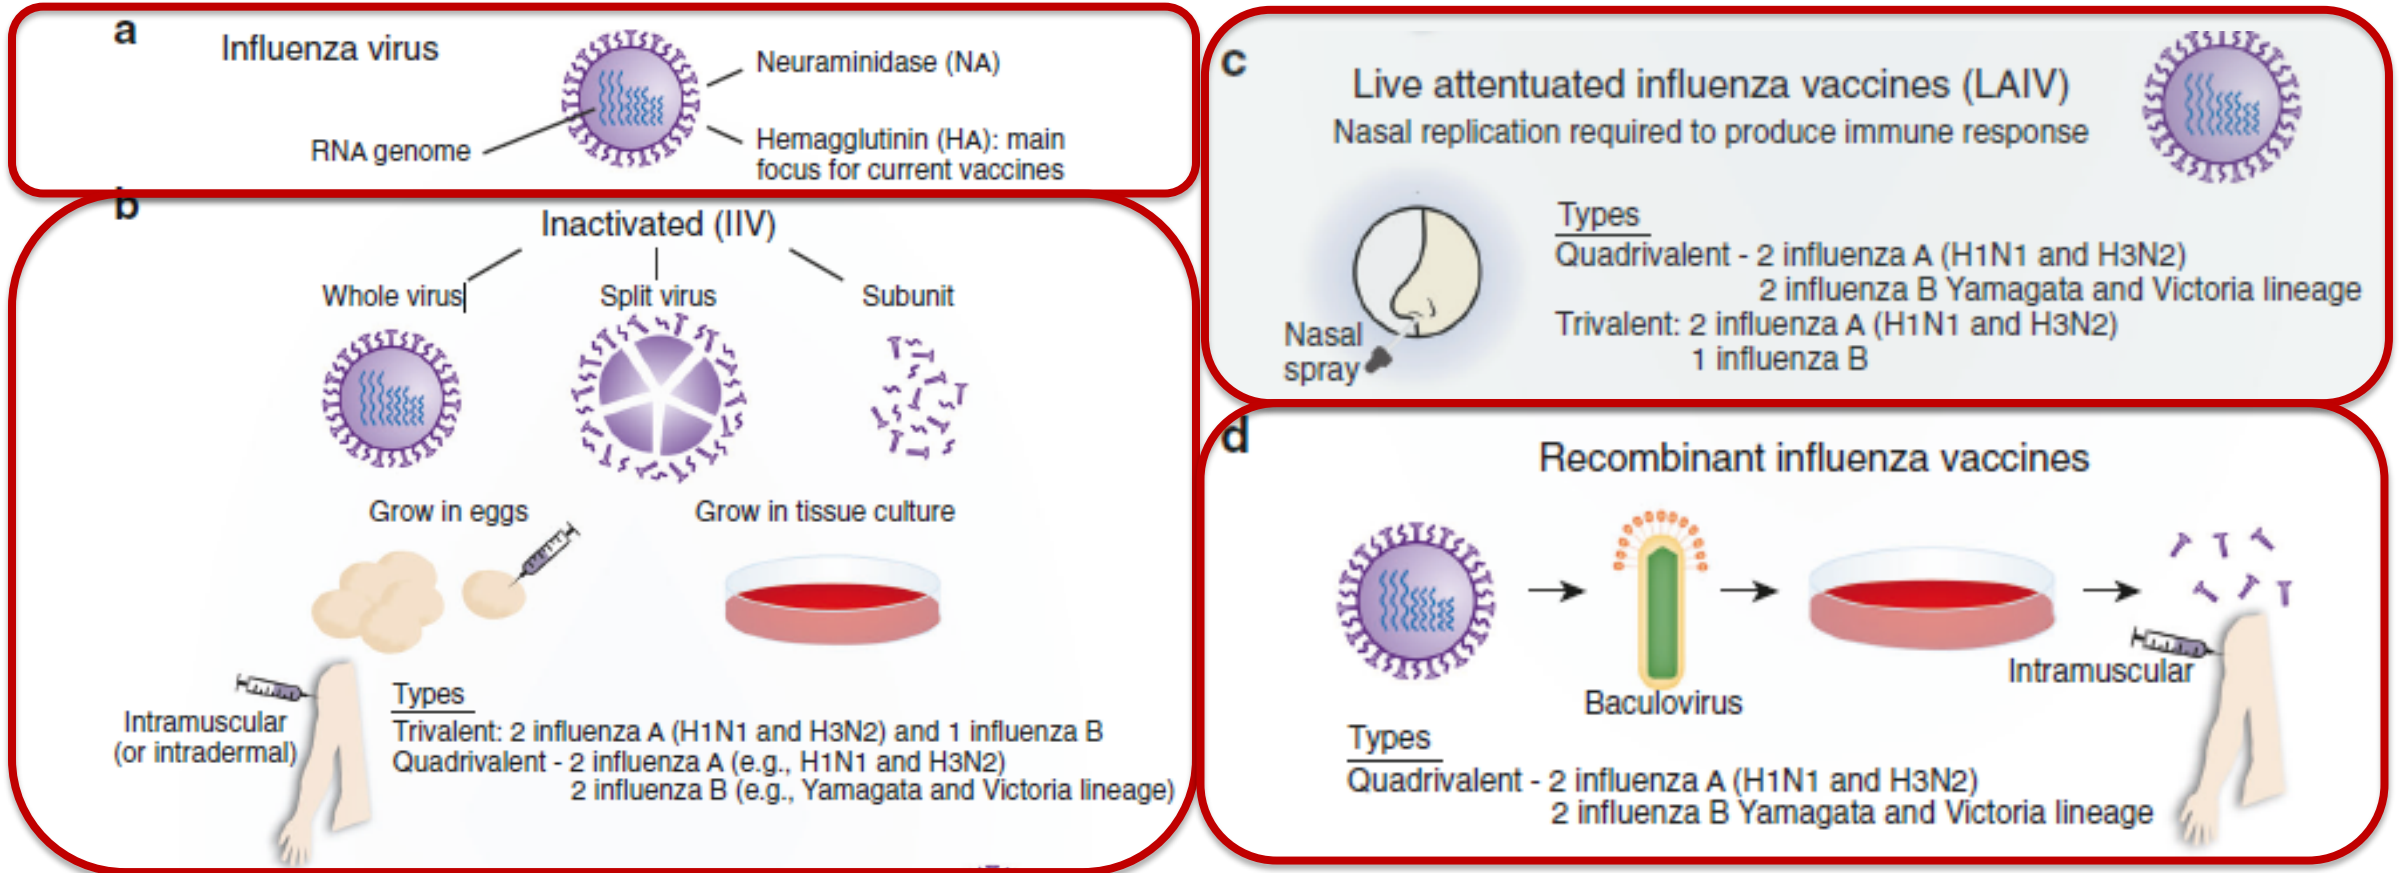 a
Influenza virus
Neuraminidase (NA)
RNA genome
Hemagglutinin (HA): main
focus for current vaccines
b
Inactivated (IIV)
Whole virus
Split virus
Subunit
Grow in eggs
Grow in tissue culture
Intramuscular
(or intradermal)
Types
Trivalent: 2 influenza A (H1N1 and H3N2) and 1 influenza B
Quadrivalent - 2 influenza A (e.g., H1N1 and H3N2)
2 influenza B (e.g., Yamagata and Victoria lineage)
c
Live attentuated influenza vaccines (LAIV)
Nasal replication required to produce immune response
Nasal
spray
Types
Quadrivalent - 2 influenza A (H1N1 and H3N2)
2 influenza B Yamagata and Victoria lineage
Trivalent: 2 influenza A (H1N1 and H3N2)
1 influenza B
d
Recombinant influenza vaccines
Baculovirus
Intramuscular
Types
Quadrivalent - 2 influenza A (H1N1 and H3N2)
2 influenza B Yamagata and Victoria lineage